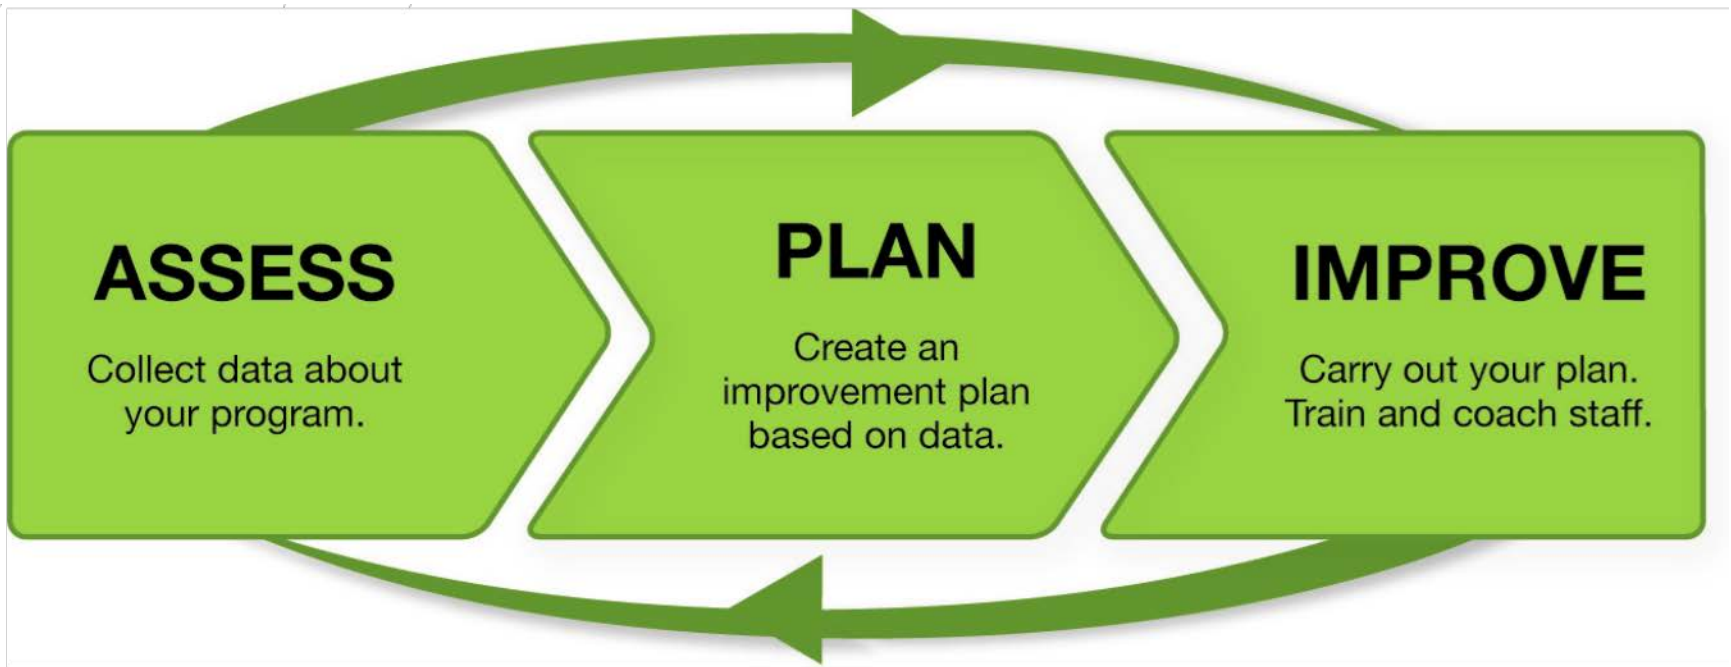 ASSESS
Collect data about
your program.
PLAN
Create an
improvement plan
based on data.
IMPROVE
Carry out your plan.
Train and coach staff.